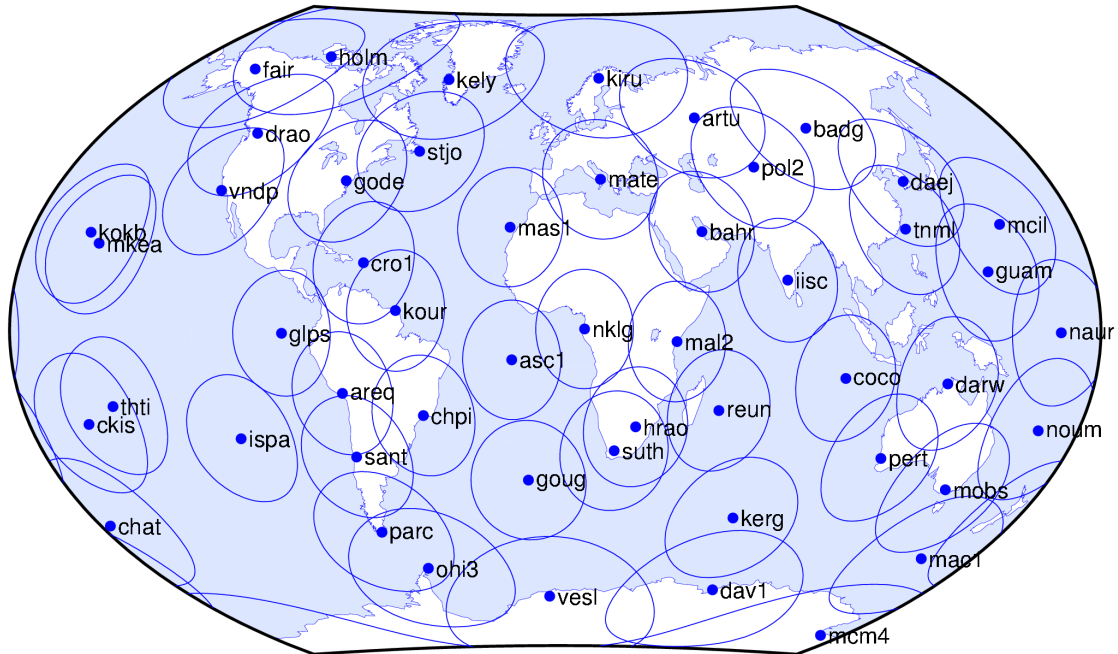 holm
fair
kely
kiru
artu
badg
drao
stjo
pol2
gode
mate
daej
vndp
mas1
mcil
kokb
bahr
tnml
mkea
cro1
guam
iisc
kour
glps
nklg
naur
mal2
asc1
coco
darw
areq
thti
reun
chpi
ckis
hrao
noum
ispa
suth
sant
pert
goug
mobs
kerg
chat
parc
mac1
ohi3
dav1
vesl
mcm4